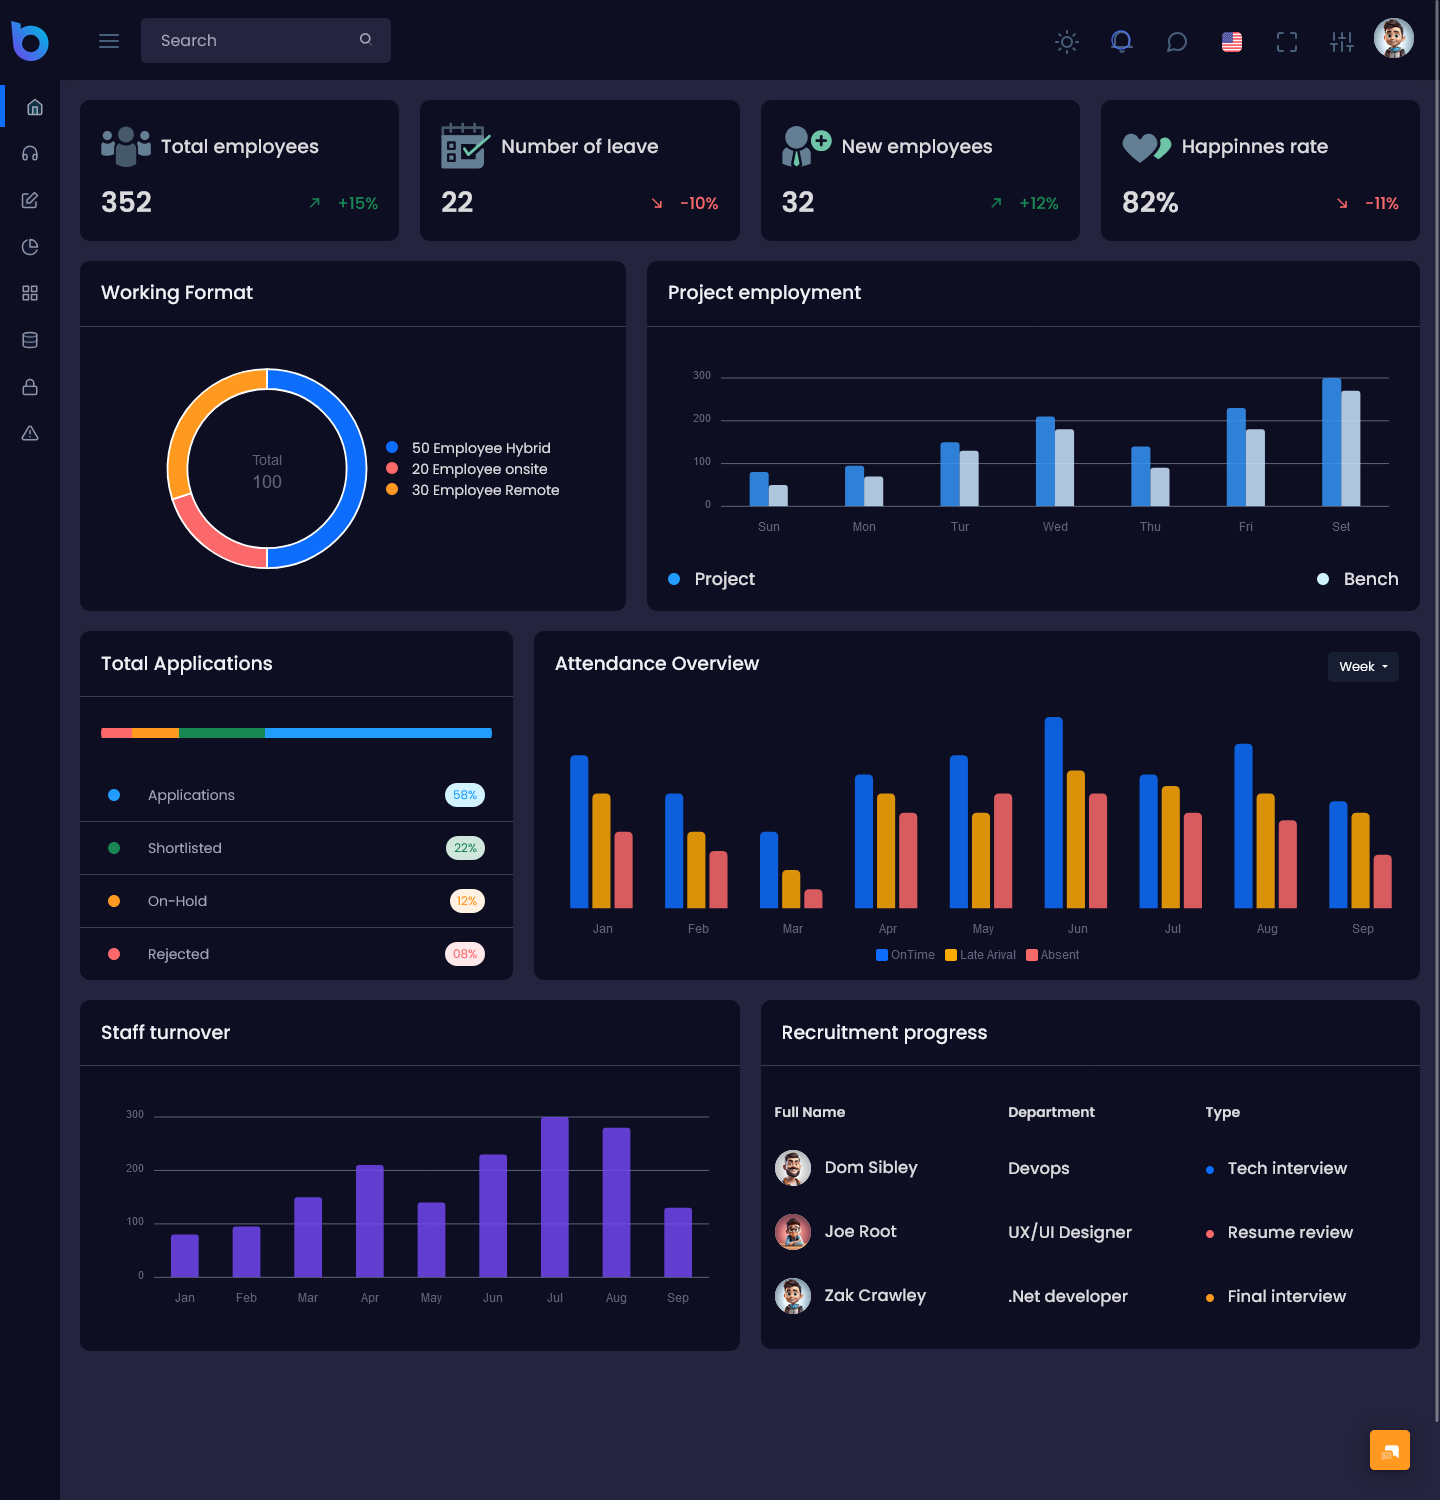 Search
Total employees
352
+15%
Number of leave
22
-10%
New employees
32
+12%
Happinnes rate
82%
-11%
Working Format
Total
100
50 Employee Hybrid
20 Employee onsite
30 Employee Remote
Project employment
300
200
100
0
Sun Mon Tur Wed Thu Fri Set
Project
Bench
Total Applications
Applications 58%
Shortlisted 22%
On-Hold 12%
Rejected 08%
Attendance Overview
Week
Jan Feb Mar Apr May Jun Jul Aug Sep
OnTime Late Arival Absent
Staff turnover
300
200
100
0
Jan Feb Mar Apr May Jun Jul Aug Sep
Recruitment progress
Full Name Department Type
Dom Sibley Devops Tech interview
Joe Root UX/UI Designer Resume review
Zak Crawley .Net developer Final interview